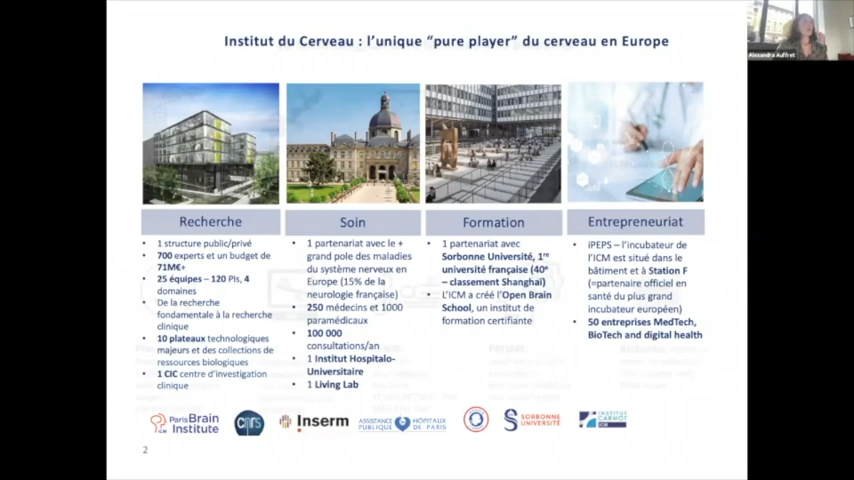 Institut du Cerveau : l’unique “pure player” du cerveau en Europe
Alexandra Auffret
Recherche
• 1 structure public/privé
• 700 experts et un budget de
71M€+
• 25 équipes – 120 PIs, 4
domaines
• De la recherche
fondamentale à la recherche
clinique
• 10 plateaux technologiques
majeurs et des collections de
ressources biologiques
• 1 CIC centre d’investigation
clinique
Soin
• 1 partenariat avec le +
grand pole des maladies
du système nerveux en
Europe (15% de la
neurologie française)
• 250 médecins et 1000
paramédicaux
• 100 000
consultations/an
• 1 Institut Hospitalo-
Universitaire
• 1 Living Lab
Formation
• 1 partenariat avec
Sorbonne Université, 1re
université française (40e
– classement Shanghaï)
• L’ICM a créé l’Open Brain
School, un institut de
formation certifiante
Entrepreneuriat
• iPEPS – l’incubateur de
l’ICM est situé dans le
bâtiment et à Station F
(=partenaire officiel en
santé du plus grand
incubateur européen)
• 50 entreprises MedTech,
BioTech and digital health
Paris Brain
Institute
cnrs
Inserm
ASSISTANCE
PUBLIQUE
HÔPITAUX
DE PARIS
SORBONNE
UNIVERSITÉ
INSTITUT
CARNOT
ICM
2